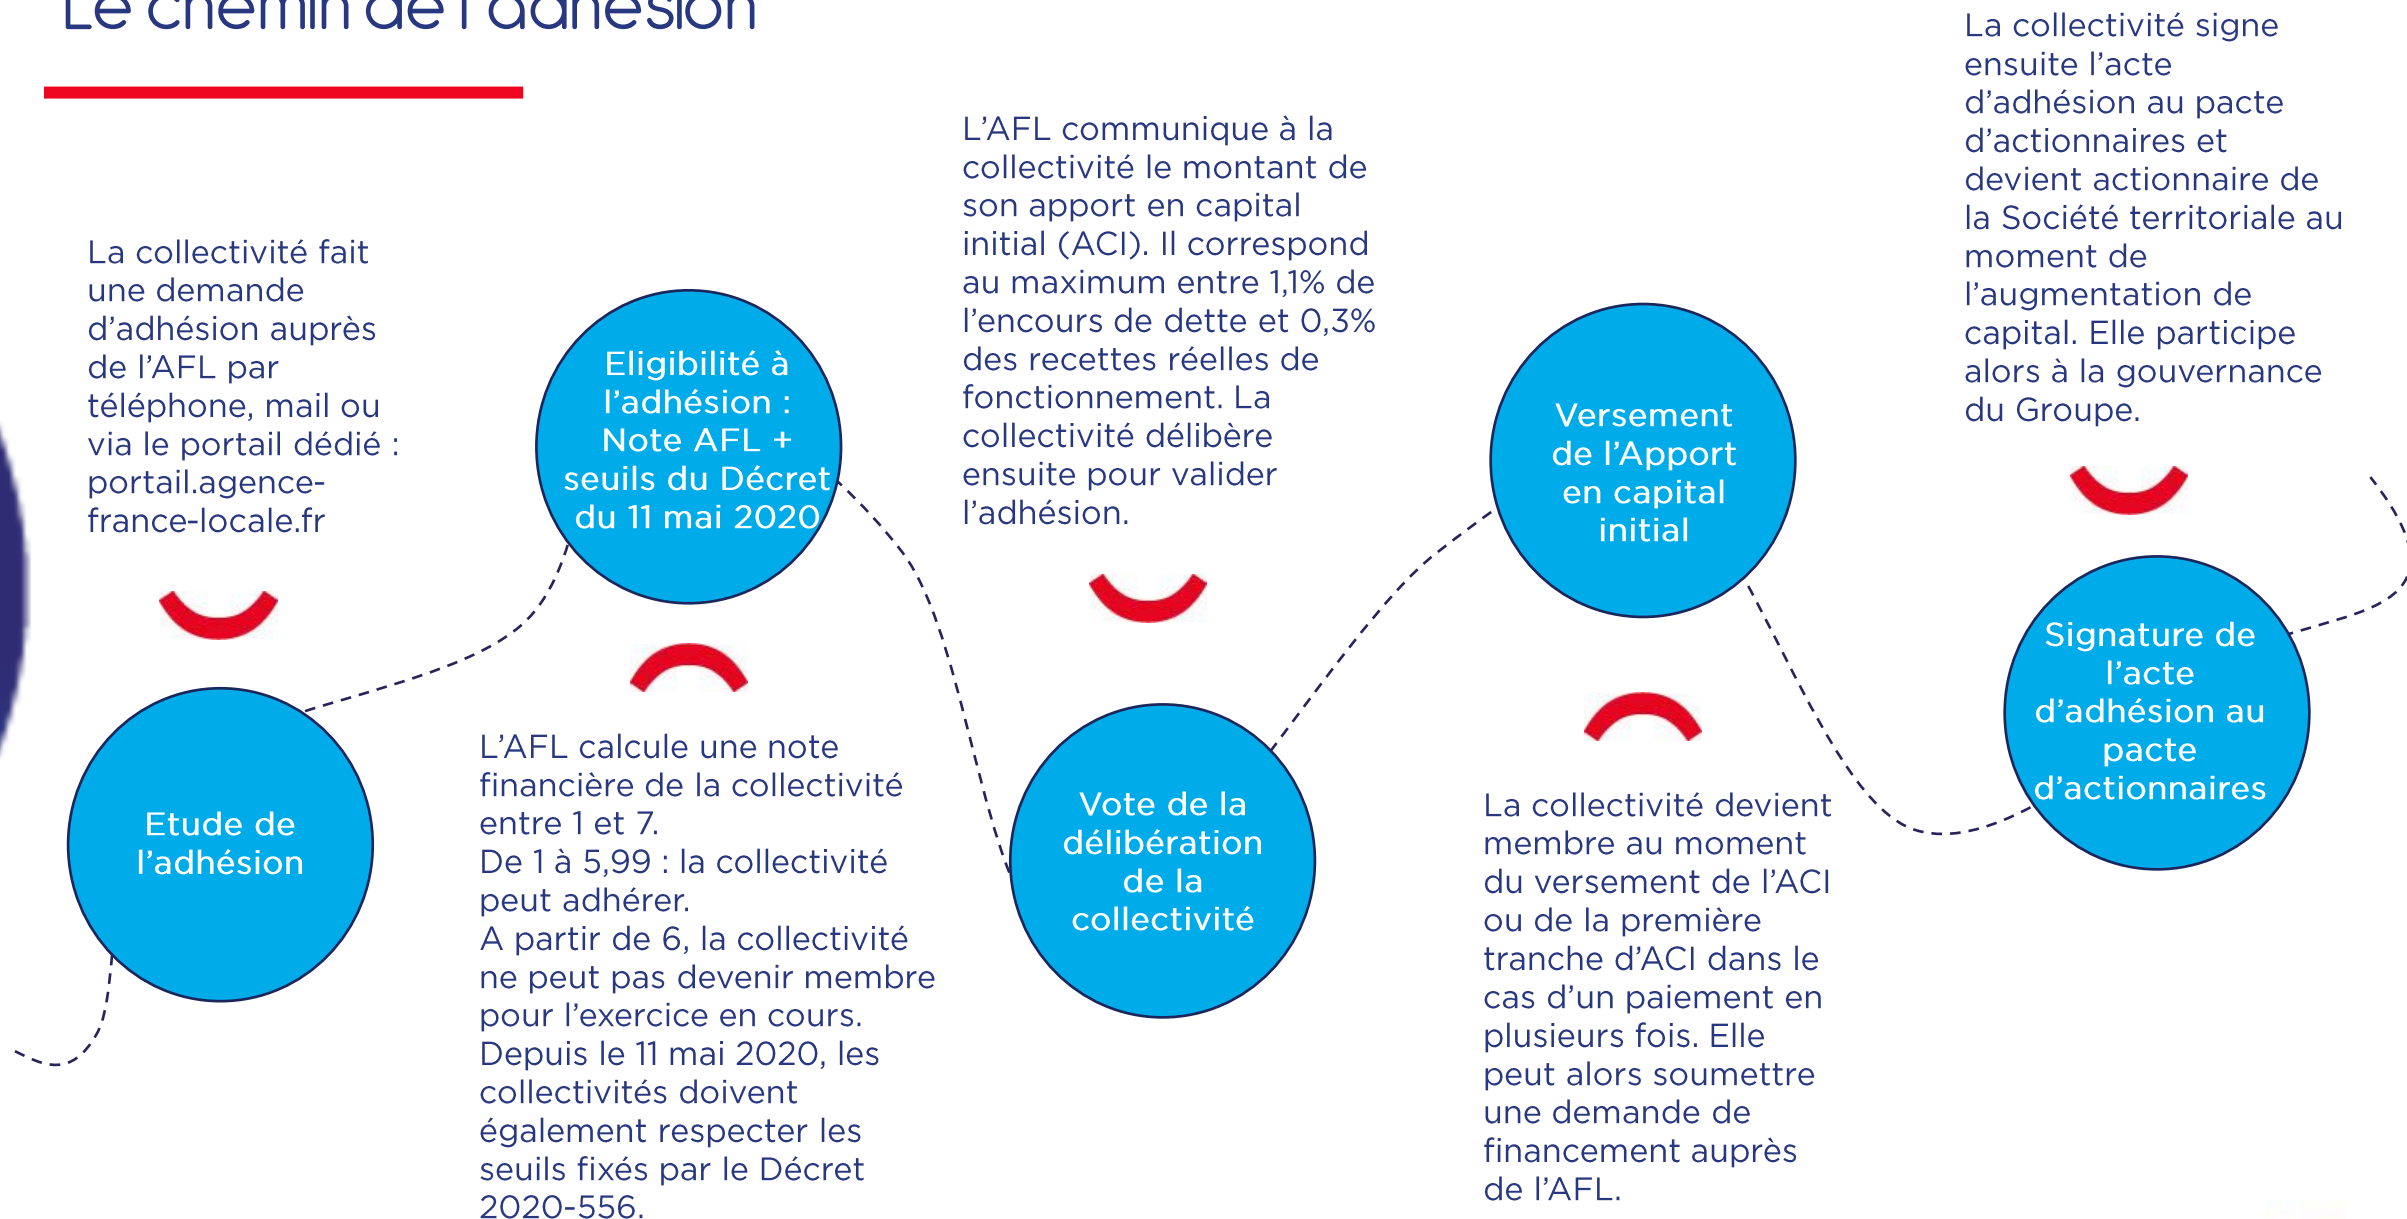 Le chemin de l'adhésion
La collectivité fait
une demande
d'adhésion auprès
de l'AFL par
téléphone, mail ou
via le portail dédié :
portail.agence-
france-locale.fr
Etude de
l'adhésion
Eligibilité à
l'adhésion :
Note AFL +
seuils du Décret
du 11 mai 2020
L'AFL calcule une note
financière de la collectivité
entre 1 et 7.
De 1 à 5,99 : la collectivité
peut adhérer.
A partir de 6, la collectivité
ne peut pas devenir membre
pour l'exercice en cours.
Depuis le 11 mai 2020, les
collectivités doivent
également respecter les
seuils fixés par le Décret
2020-556.
L'AFL communique à la
collectivité le montant de
son apport en capital
initial (ACI). Il correspond
au maximum entre 1,1% de
l'encours de dette et 0,3%
des recettes réelles de
fonctionnement. La
collectivité délibère
ensuite pour valider
l'adhésion.
Vote de la
délibération
de la
collectivité
Versement
de l'Apport
en capital
initial
La collectivité devient
membre au moment
du versement de l'ACI
ou de la première
tranche d'ACI dans le
cas d'un paiement en
plusieurs fois. Elle
peut alors soumettre
une demande de
financement auprès
de l'AFL.
La collectivité signe
ensuite l'acte
d'adhésion au pacte
d'actionnaires et
devient actionnaire de
la Société territoriale au
moment de
l'augmentation de
capital. Elle participe
alors à la gouvernance
du Groupe.
Signature de
l'acte
d'adhésion au
pacte
d'actionnaires